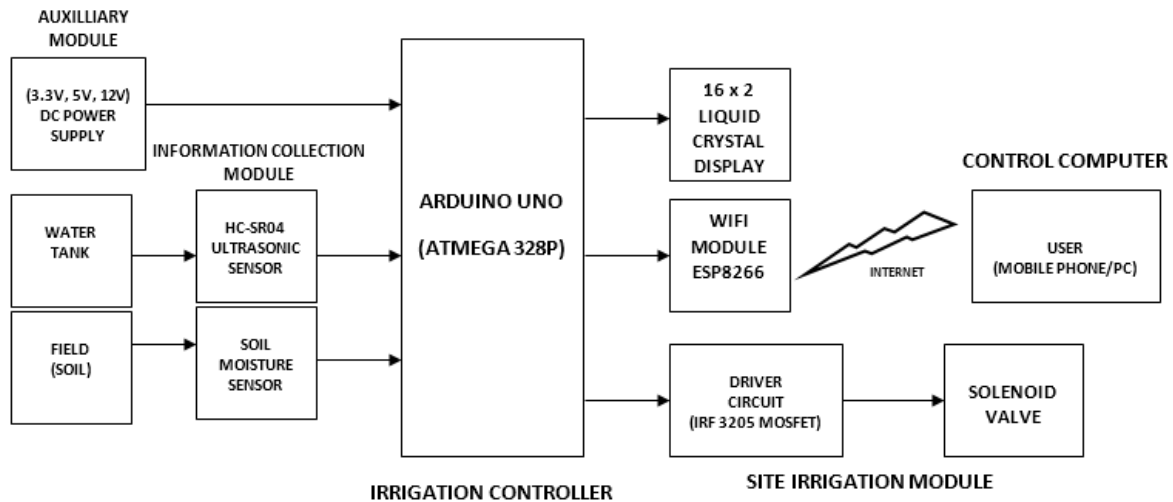 AUXILLIARY
MODULE
(3.3V, 5V, 12V)
DC POWER
SUPPLY
INFORMATION COLLECTION
MODULE
WATER
TANK
HC-SR04
ULTRASONIC
SENSOR
FIELD
(SOIL)
SOIL
MOISTURE
SENSOR
ARDUINO UNO
(ATMEGA 328P)
IRRIGATION CONTROLLER
16 x 2
LIQUID
CRYSTAL
DISPLAY
WIFI
MODULE
ESP8266
INTERNET
CONTROL COMPUTER
USER
(MOBILE PHONE/PC)
DRIVER
CIRCUIT
(IRF 3205 MOSFET)
SOLENOID
VALVE
SITE IRRIGATION MODULE